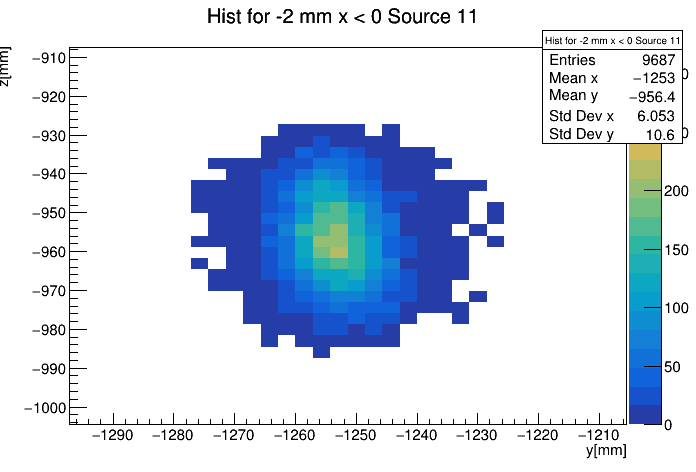 Hist for -2 mm x < 0 Source 11
z[mm]
Hist for -2 mm x < 0 Source 11
Entries 9687
Mean x −1253
Mean y −956.4
Std Dev x 6.053
Std Dev y 10.6
−910
−920
−930
−940
−950
−960
−970
−980
−990
−1000
−1290 −1280 −1270 −1260 −1250 −1240 −1230 −1220 −1210
y[mm]
200
150
100
50
0